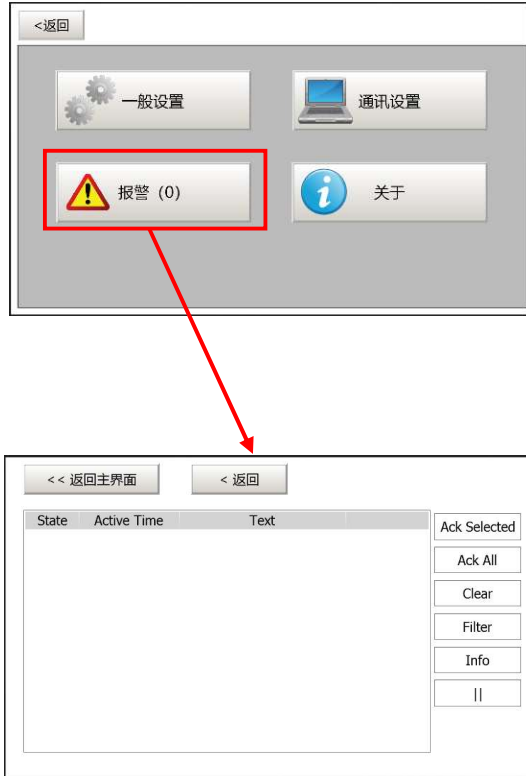 <返回
一般设置
通讯设置
报警 (0)
关于
<< 返回主界面
< 返回
State Active Time Text
Ack Selected
Ack All
Clear
Filter
Info
||